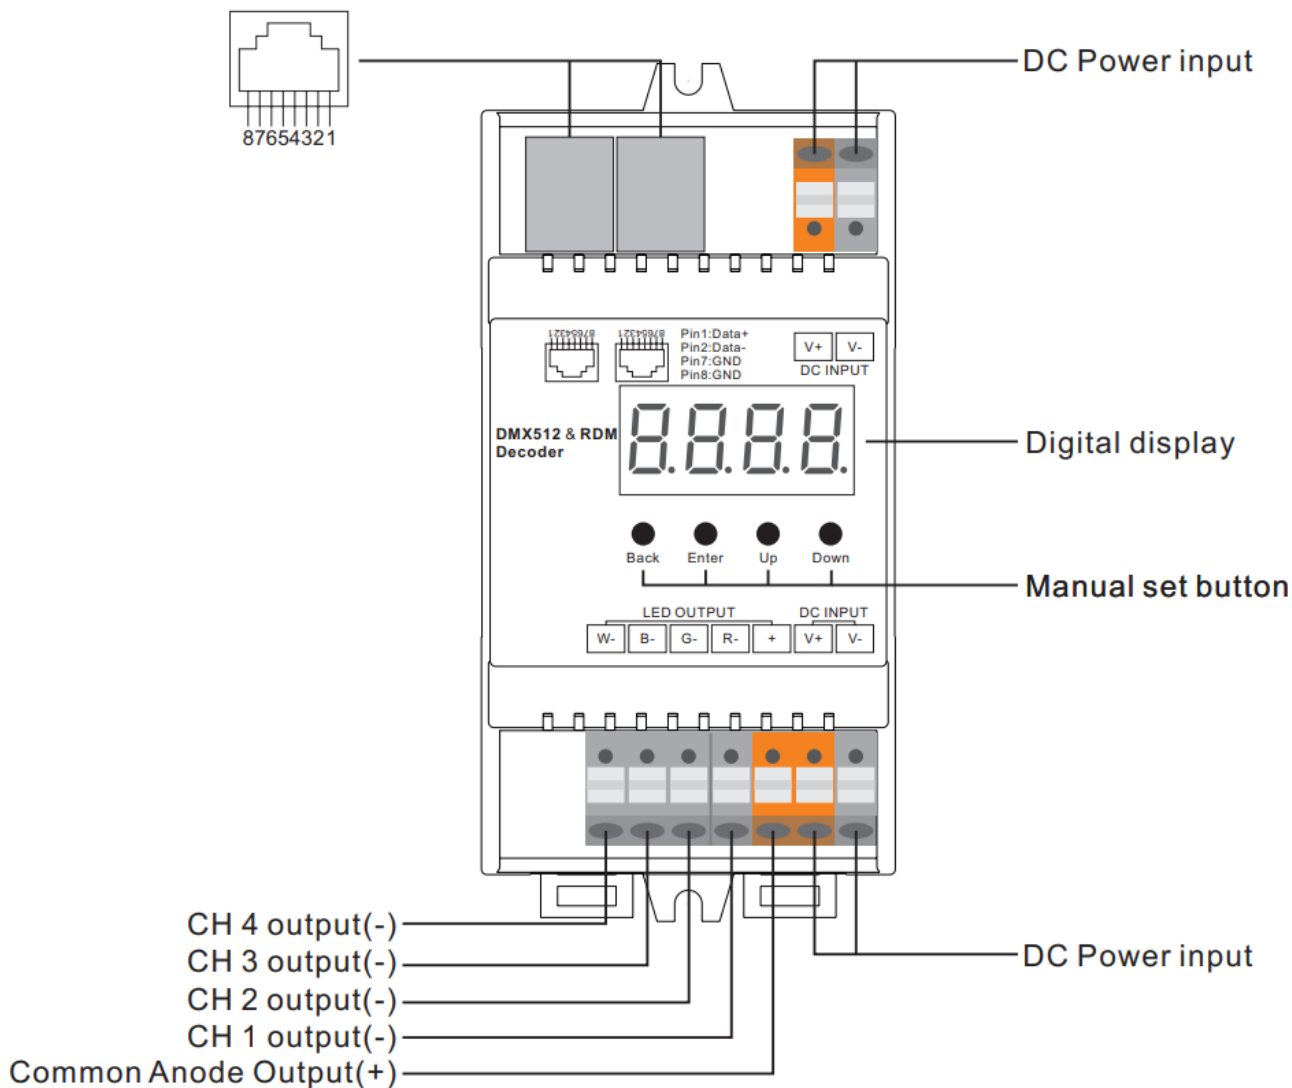 DC Power input
87654321
87654321 87654321
Pin1:Data+
Pin2:Data-
Pin7:GND
Pin8:GND
V+ V-
DC INPUT
DMX512 & RDM
Decoder
8.8.8.8.
Digital display
Back Enter Up Down
Manual set button
LED OUTPUT DC INPUT
W- B- G- R- + V+ V-
CH 4 output(-)
CH 3 output(-)
DC Power input
CH 2 output(-)
CH 1 output(-)
Common Anode Output(+)